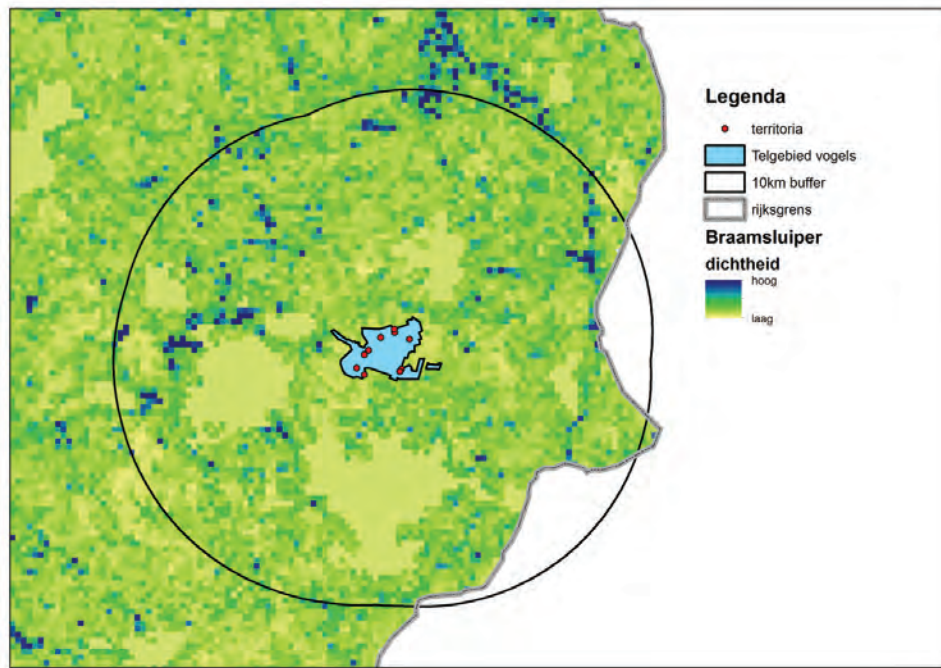 Legenda
territoria
Telgebied vogels
10km buffer
rijksgrens
Braamsluiper
dichtheid
hoog
laag